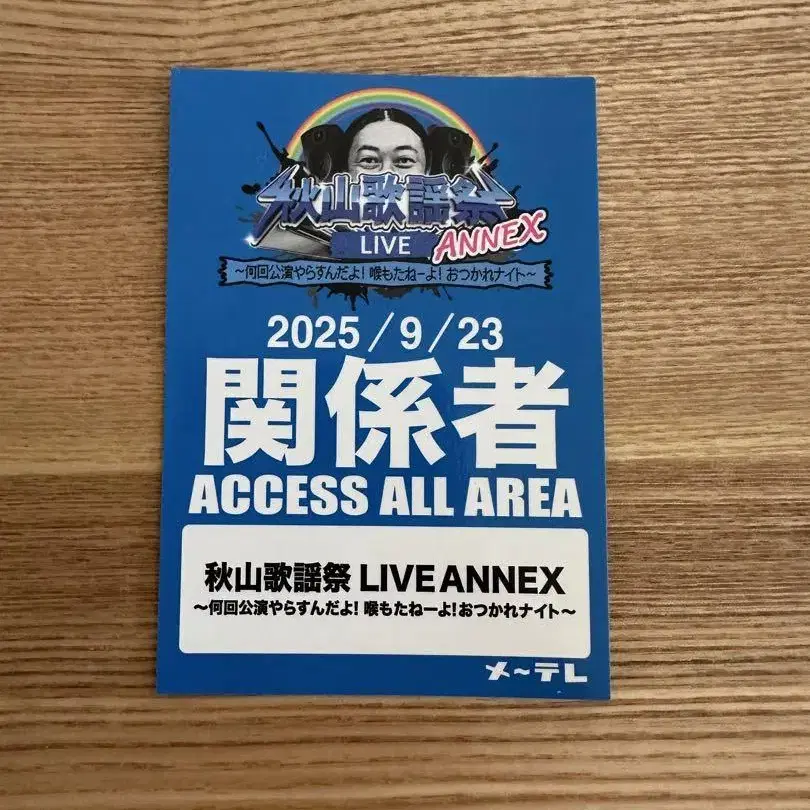 秋山歌謡祭
LIVE ANNEX
～何回公演やらすんだよ！喉もたねーよ！おつかれナイト～
2025/9/23
関係者
ACCESS ALL AREA
秋山歌謡祭 LIVE ANNEX
～何回公演やらすんだよ！喉もたねーよ！おつかれナイト～
メ～テレ